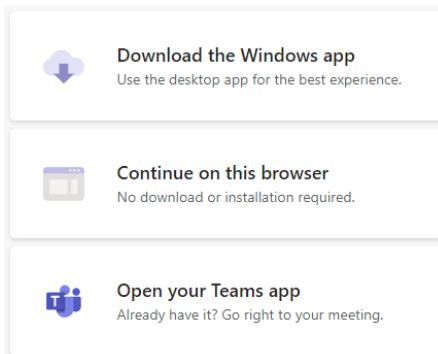 Download the Windows app
Use the desktop app for the best experience.
Continue on this browser
No download or installation required.
T
Open your Teams app
Already have it? Go right to your meeting.